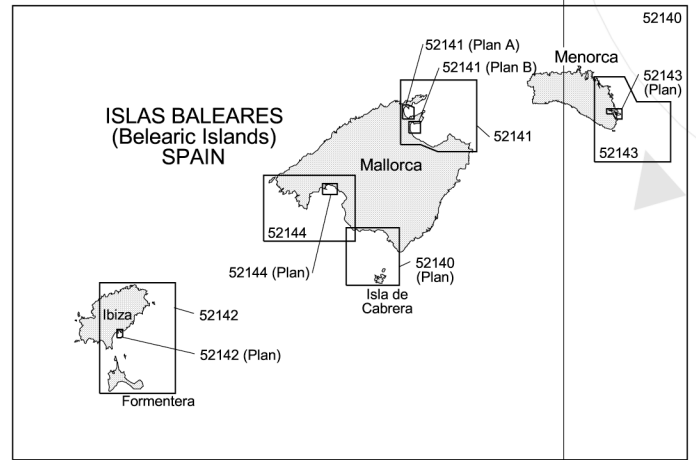 52140
52141 (Plan A)
52141 (Plan B)
Menorca
52143
(Plan)
ISLAS BALEARES
(Belearic Islands)
SPAIN
52141
52143
Mallorca
52144
52144 (Plan)
52140
(Plan)
Isla de
Cabrera
Ibiza
52142
52142 (Plan)
Formentera